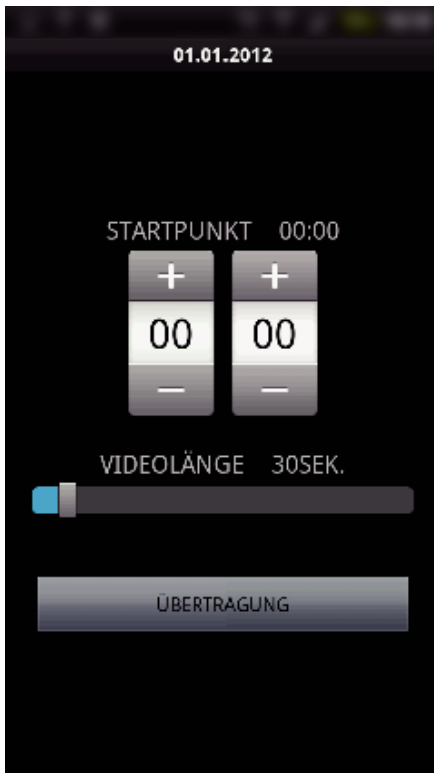 01.01.2012
STARTPUNKT 00:00
+ +
00 00
— —
VIDEOLÄNGE 30SEK.
ÜBERTRAGUNG